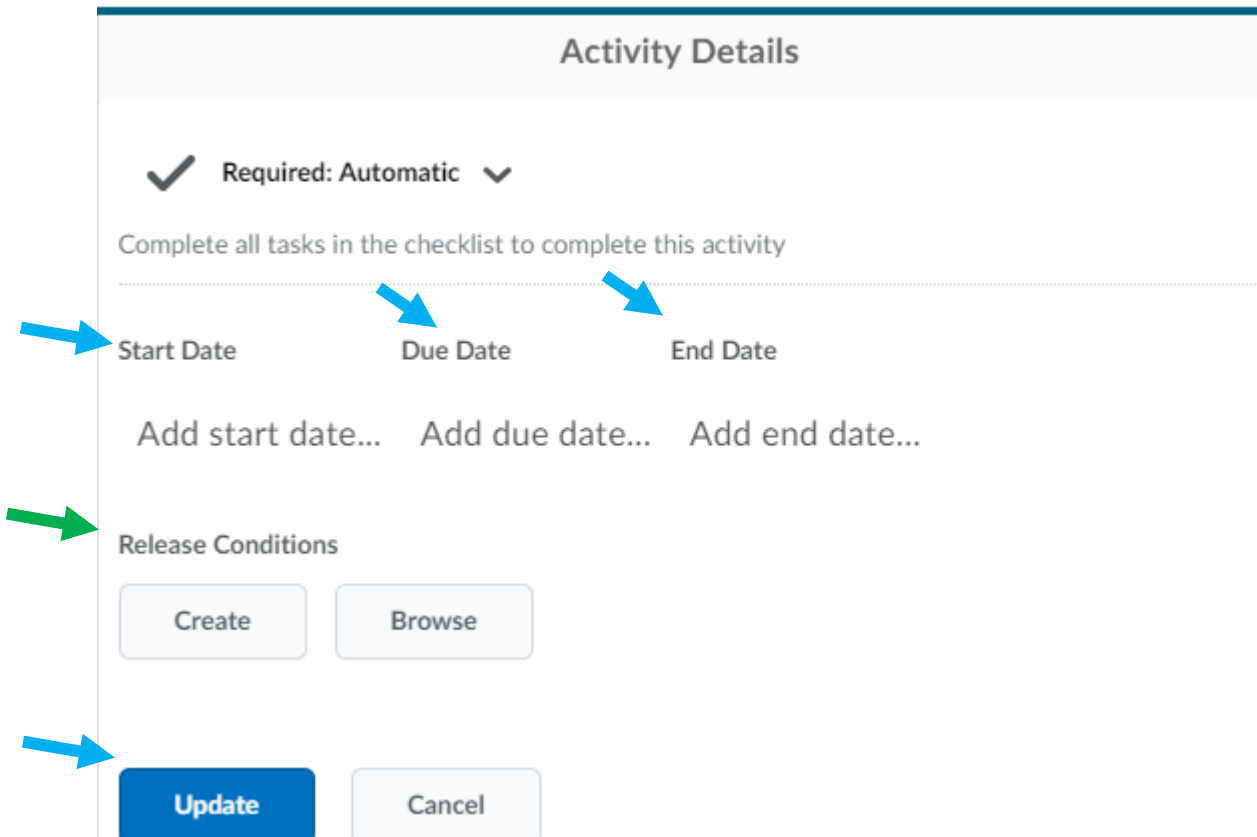 Activity Details
Required: Automatic
Complete all tasks in the checklist to complete this activity
Start Date Due Date End Date
Add start date... Add due date... Add end date...
Release Conditions
Create Browse
Update Cancel